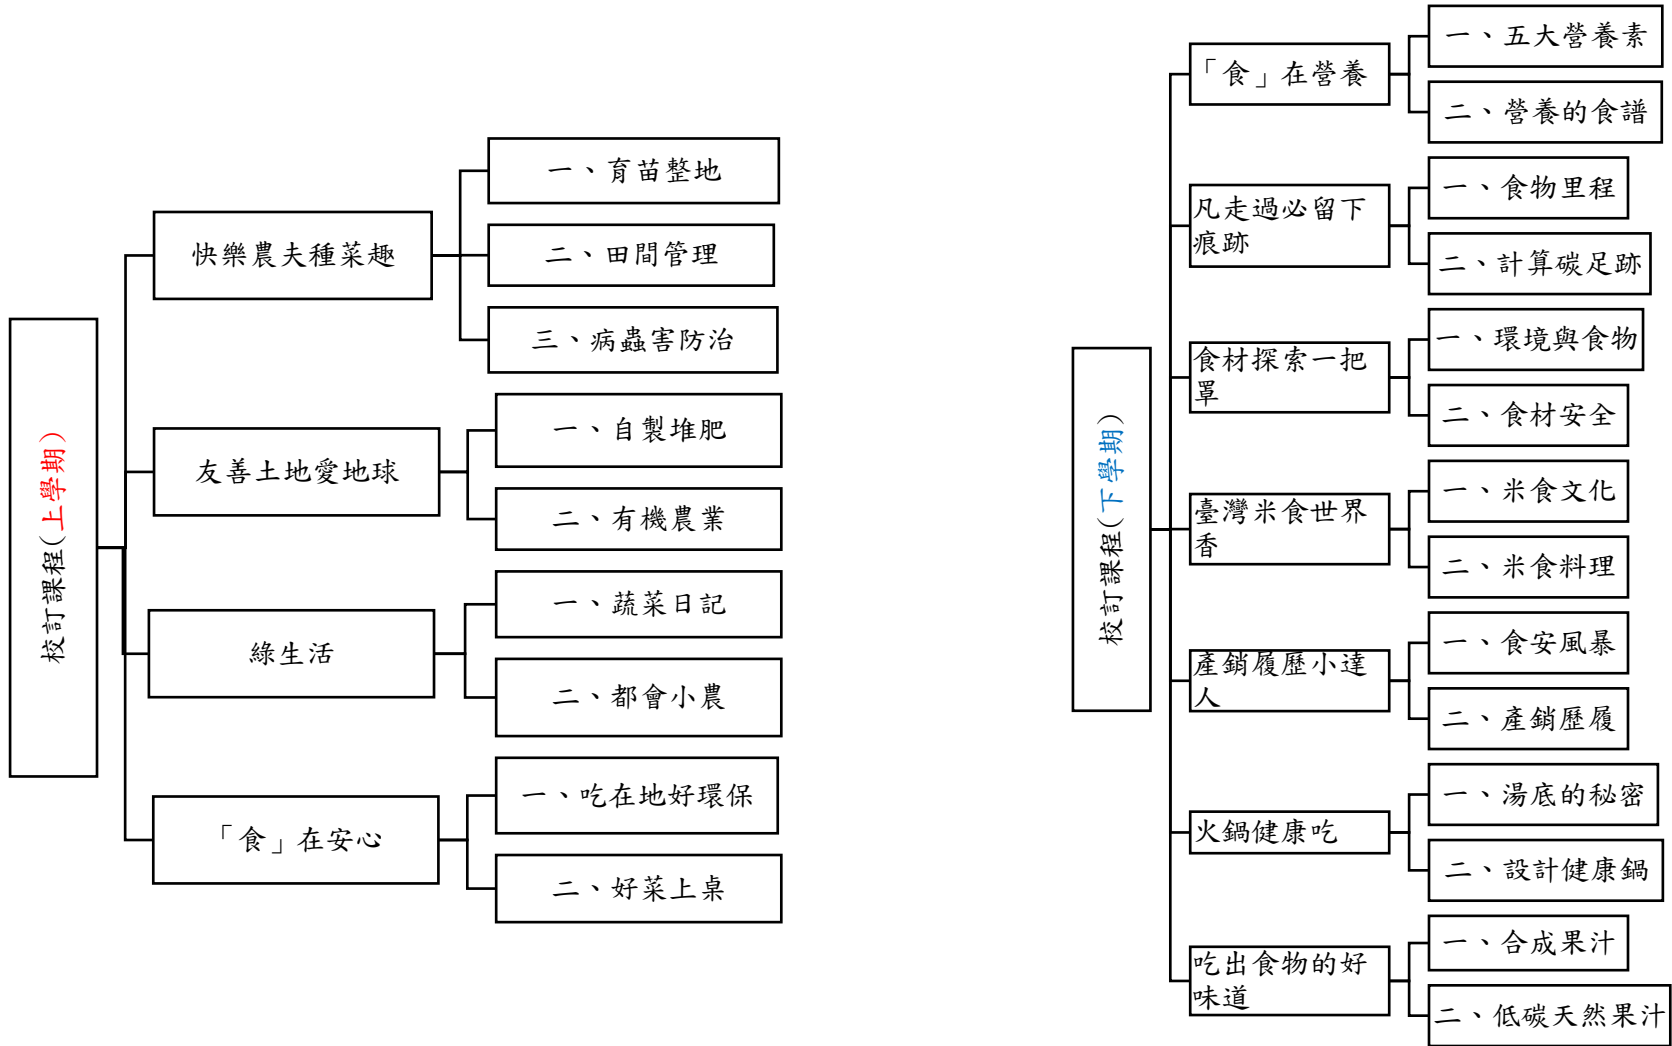 校訂課程(上學期)
快樂農夫種菜趣
一、育苗整地
二、田間管理
三、病蟲害防治
友善土地愛地球
一、自製堆肥
二、有機農業
綠生活
一、蔬菜日記
二、都會小農
「食」在安心
一、吃在地好環保
二、好菜上桌
校訂課程(下學期)
「食」在營養
一、五大營養素
二、營養的食譜
凡走過必留下
痕跡
一、食物里程
二、計算碳足跡
食材探索一把
罩
一、環境與食物
二、食材安全
臺灣米食世界
香
一、米食文化
二、米食料理
產銷履歷小達
人
一、食安風暴
二、產銷歷履
火鍋健康吃
一、湯底的秘密
二、設計健康鍋
吃出食物的好
味道
一、合成果汁
二、低碳天然果汁